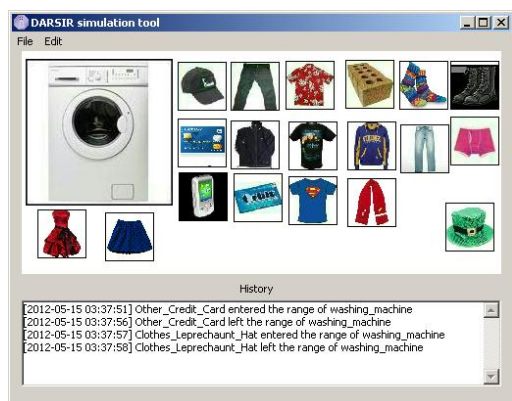 DARSIR simulation tool
File Edit
Orbit
History
[2012-05-15 03:37:51] Other_Credit_Card entered the range of washing_machine
[2012-05-15 03:37:56] Other_Credit_Card left the range of washing_machine
[2012-05-15 03:37:57] Clothes_Leprechaunt_Hat entered the range of washing_machine
[2012-05-15 03:37:58] Clothes_Leprechaunt_Hat left the range of washing_machine